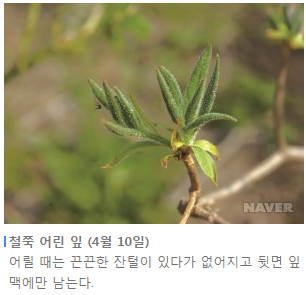 NAVER
NAVER
철쭉 어린 잎 (4월 10일)
어릴 때는 끈끈한 잔털이 있다가 없어지고 뒷면 잎
맥에만 남는다.